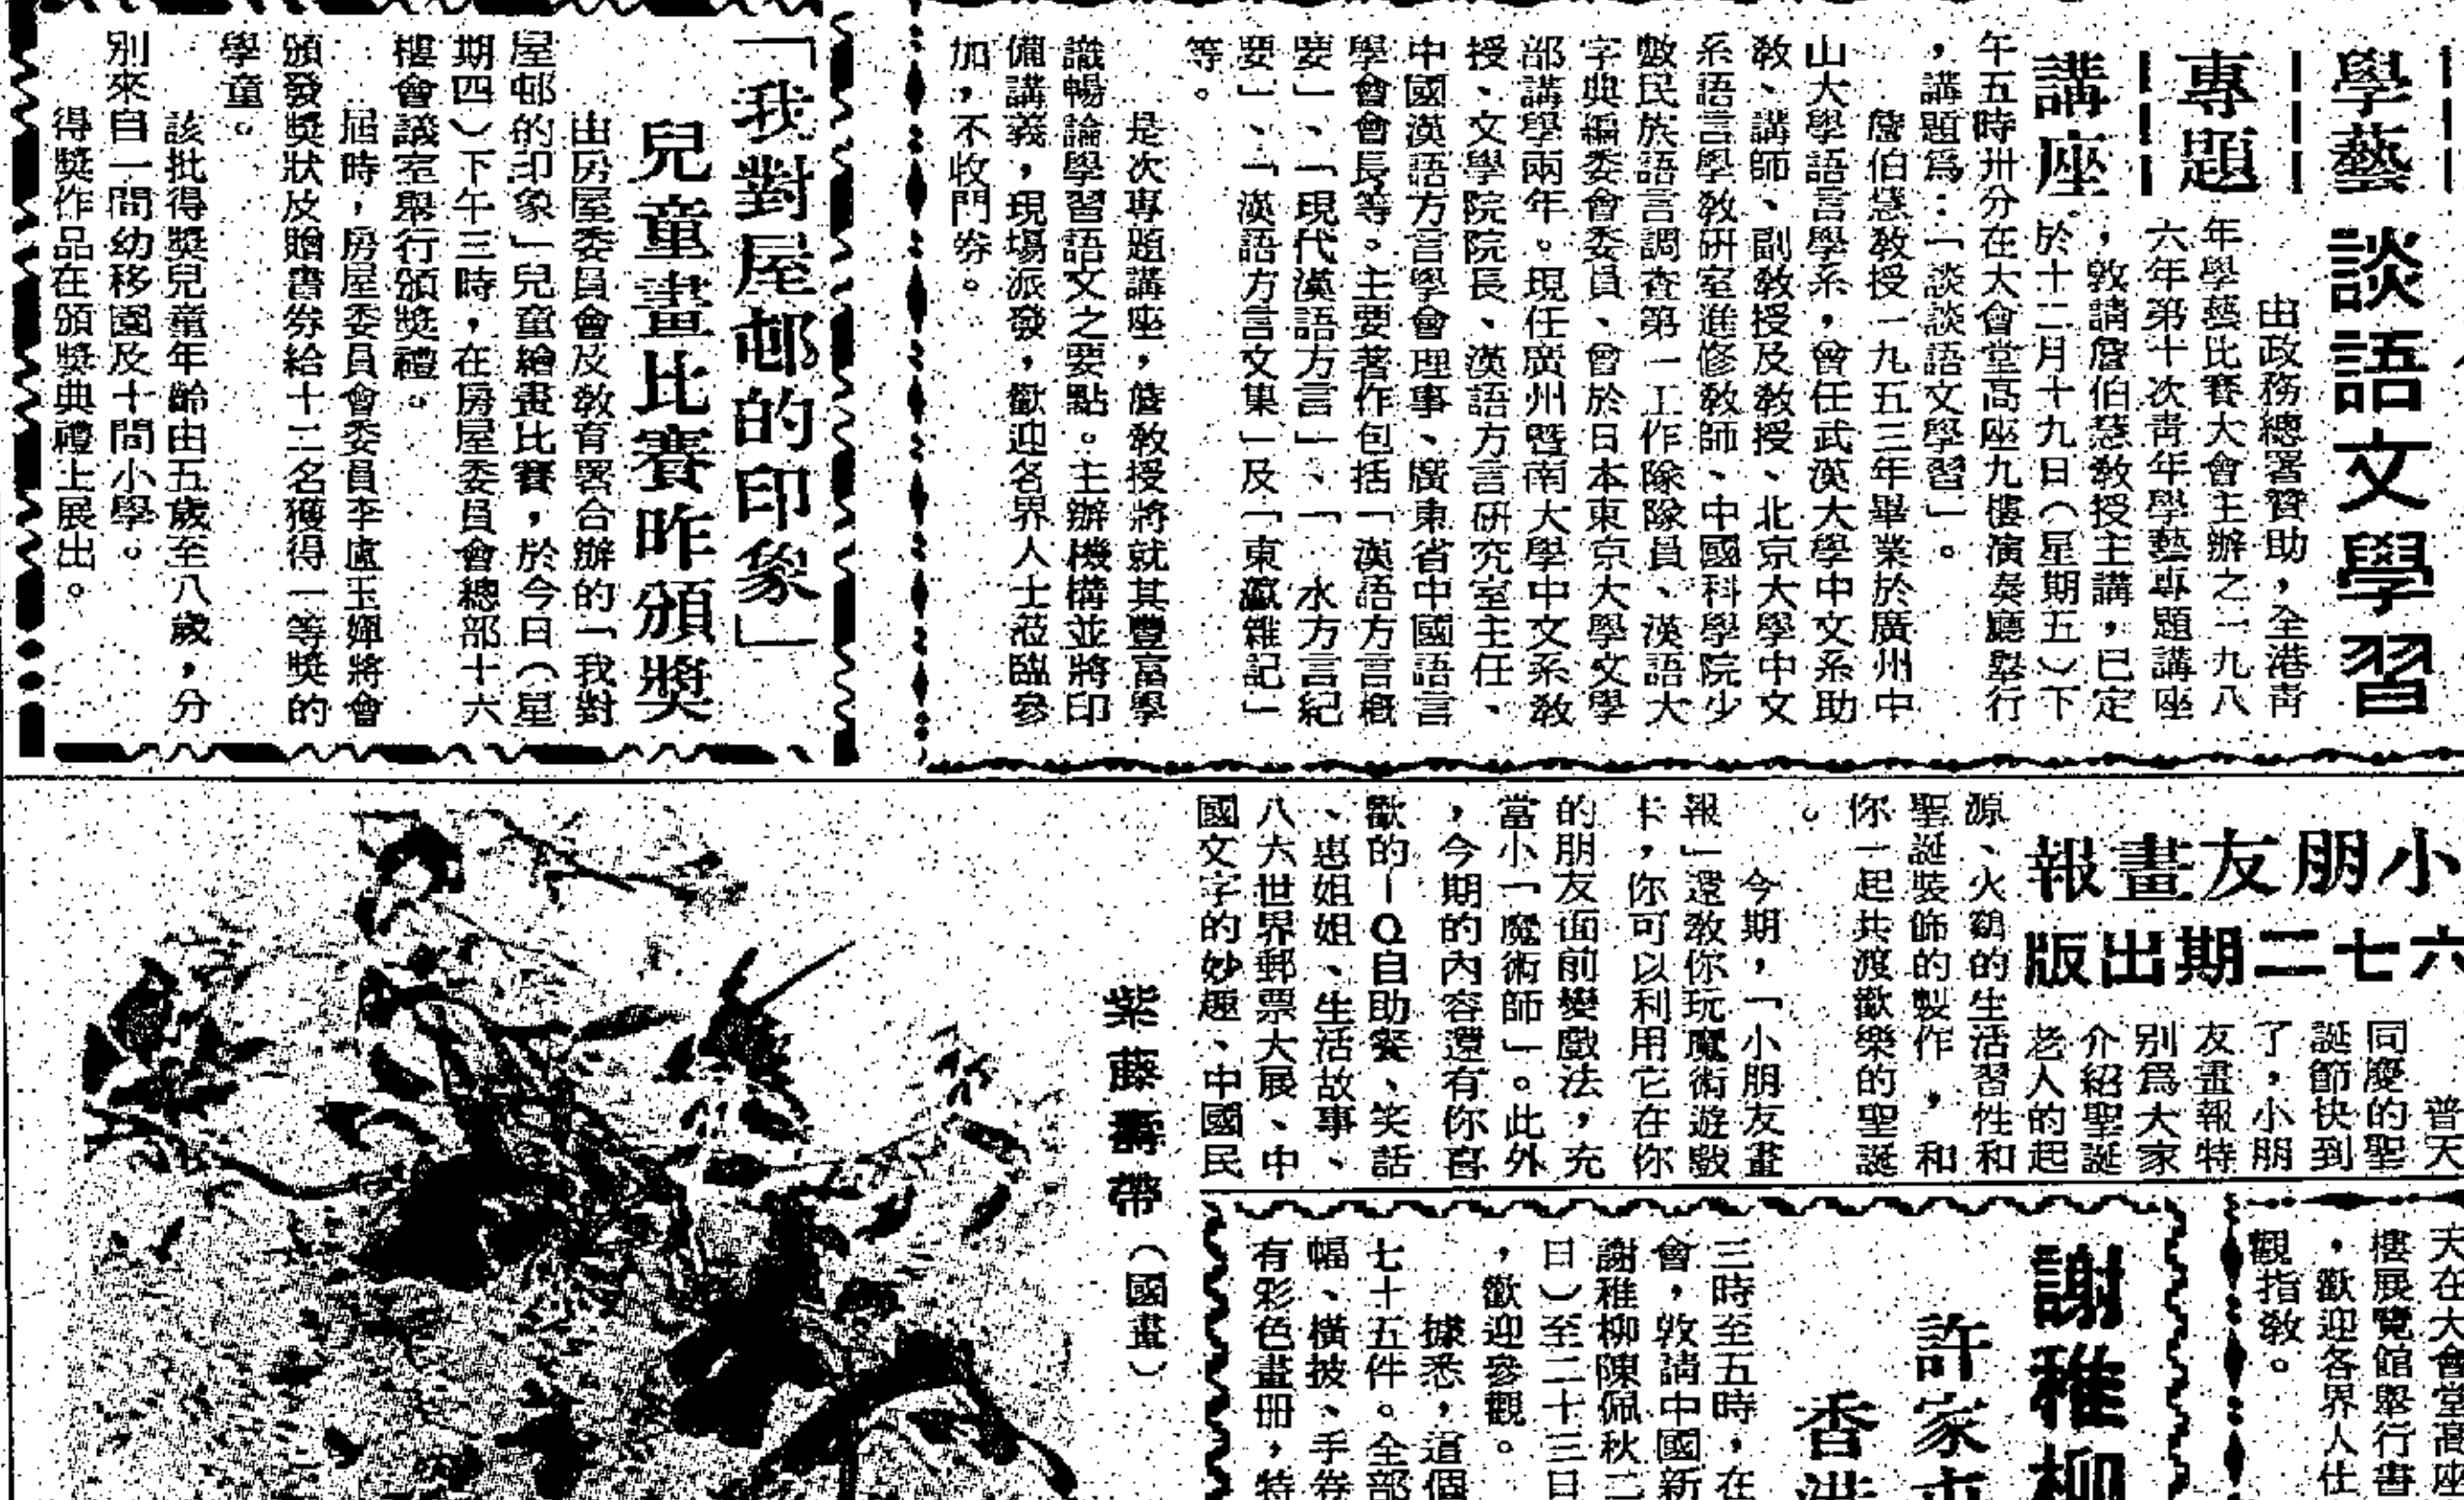 學藝
專題
講座
談語文學習
由政務總署贊助，全港青
年學藝比賽大會主辦之一九八
六年第十次青年學藝專題講座
，敦請詹伯慧教授主講，已定
於十二月十九日（星期五）下
午五時卅分在大會堂高座九樓演奏廳舉行
，講題爲：「談談語文學習」。
詹伯慧教授一九五三年畢業於廣州中
山大學語言學系，曾任武漢大學中文系助
教、講師、副教授及教授、北京大學中文
系語言學教研室進修教師、中國科學院少
數民族語言調查第一工作隊隊員、漢語大
字典編委會委員、曾於日本東京大學文學
部講學兩年。現任廣州暨南大學中文系教
授、文學院院長、漢語方言研究室主任、
中國漢語方言學會理事、廣東省中國語言
學會會長等。主要著作包括「漢語方言概
要」、「現代漢語方言」、「水方言紀
要」、「漢語方言文集」及「東瀛雜記」
等。
是次專題講座，詹教授將就其豐富學
識暢論學習語文之要點。主辦機構並將印
備講義，現場派發，歡迎各界人士蒞臨參
加，不收門券。
「我對屋邨的印象」
兒童畫比賽昨頒獎
由房屋委員會及教育署合辦的「我對
屋邨的印象」兒童繪畫比賽，於今日（星
期四）下午三時，在房屋委員會總部十六
樓會議室舉行頒獎禮。
屆時，房屋委員會委員李盧玉嬋將會
頒發獎狀及贈書券給十二名獲得一等獎的
學童。
該批得獎兒童年齡由五歲至八歲，分
別來自一間幼稚園及十間小學。
得獎作品在頒獎典禮上展出。
小朋友畫報
六七二期出版
普天
同慶的聖
誕節快到
了，小朋
友畫報特
別爲大家
介紹聖誕
老人的起
源、火鷄的生活習性和
聖誕裝飾的製作，和
你一起共渡歡樂的聖誕
。
今期，「小朋友畫
報」還教你玩魔術遊戲
卡，你可以利用它在你
的朋友面前變戲法，充
當小「魔術師」。此外
，今期的內容還有你喜
歡的ＩＱ自助餐、笑話
、惠姐姐、生活故事、
八六世界郵票大展、中
國文字的妙趣、中國民
紫藤壽帶（國畫）
天在大會堂高座
樓展覽館舉行書
，歡迎各界人仕
觀指教。
謝稚柳
許家
香港
三時至五時，在
會，敦請中國新
謝稚柳陳佩秋二
日）至二十三日
，歡迎參觀。
據悉，這個
七十五件。全部
幅、橫披、手卷
有彩色畫冊，特